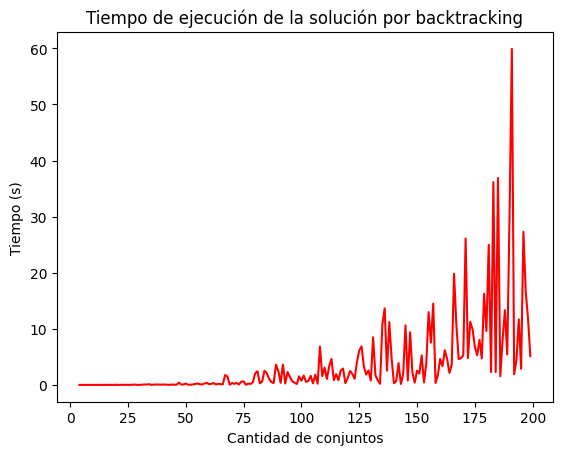 Tiempo de ejecución de la solución por backtracking
60
50
40
30
20
10
0
Tiempo (s)
0 25 50 75 100 125 150 175 200
Cantidad de conjuntos